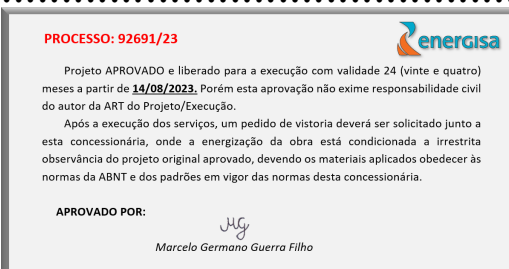 PROCESSO: 92691/23
energisa
Projeto APROVADO e liberado para a execução com validade 24 (vinte e quatro)
meses a partir de 14/08/2023. Porém esta aprovação não exime responsabilidade civil
do autor da ART do Projeto/Execução.
Após a execução dos serviços, um pedido de vistoria deverá ser solicitado junto a
esta concessionária, onde a energização da obra está condicionada a irrestrita
observância do projeto original aprovado, devendo os materiais aplicados obedecer às
normas da ABNT e dos padrões em vigor das normas desta concessionária.
APROVADO POR:
MG
Marcelo Germano Guerra Filho